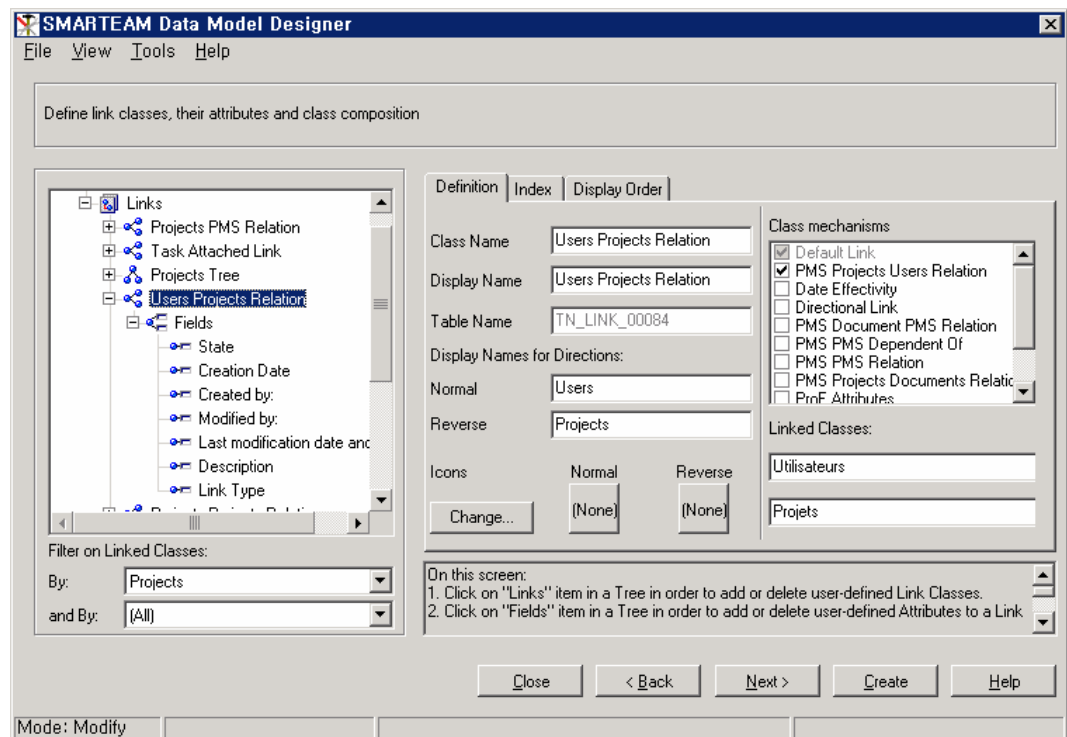 SMARTEAM Data Model Designer
File View Tools Help
Define link classes, their attributes and class composition
Links
Projects PMS Relation
Task Attached Link
Projects Tree
Users Projects Relation
Fields
State
Creation Date
Created by:
Modified by:
Last modification date and
Description
Link Type
Filter on Linked Classes:
By: Projects
and By: (All)
Definition Index Display Order
Class Name Users Projects Relation
Display Name Users Projects Relation
Table Name TN_LINK_00084
Display Names for Directions:
Normal Users
Reverse Projects
Icons Normal Reverse
Change... (None) (None)
Class mechanisms
Default Link
PMS Projects Users Relation
Date Effectivity
Directional Link
PMS Document PMS Relation
PMS PMS Dependent Of
PMS PMS Relation
PMS Projects Documents Relatic
ProE Attributes
Linked Classes:
Utilisateurs
Projets
On this screen:
1. Click on "Links" item in a Tree in order to add or delete user-defined Link Classes.
2. Click on "Fields" item in a Tree in order to add or delete user-defined Attributes to a Link
Close < Back Next > Create Help
Mode: Modify